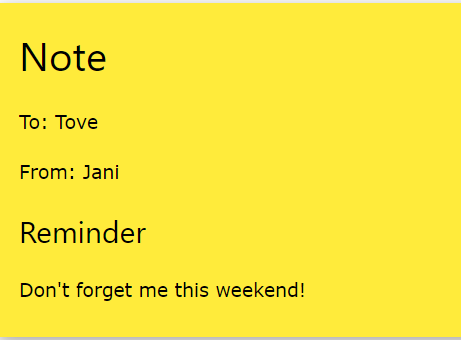 Note
To: Tove
From: Jani
Reminder
Don't forget me this weekend!